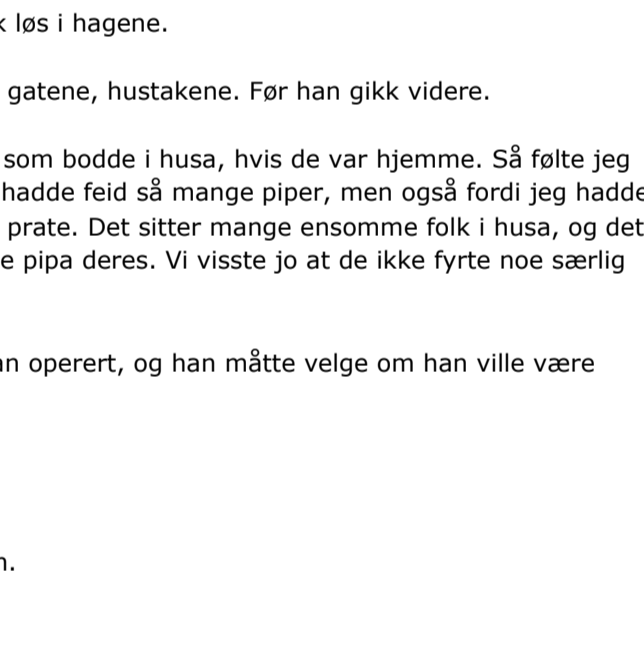 løs i hagene.
gatene, hustakene. Før han gikk videre.
som bodde i husa, hvis de var hjemme. Så følte jeg
hadde feid så mange piper, men også fordi jeg hadde
prate. Det sitter mange ensomme folk i husa, og det
pipa deres. Vi visste jo at de ikke fyrte noe særlig
operert, og han måtte velge om han ville være